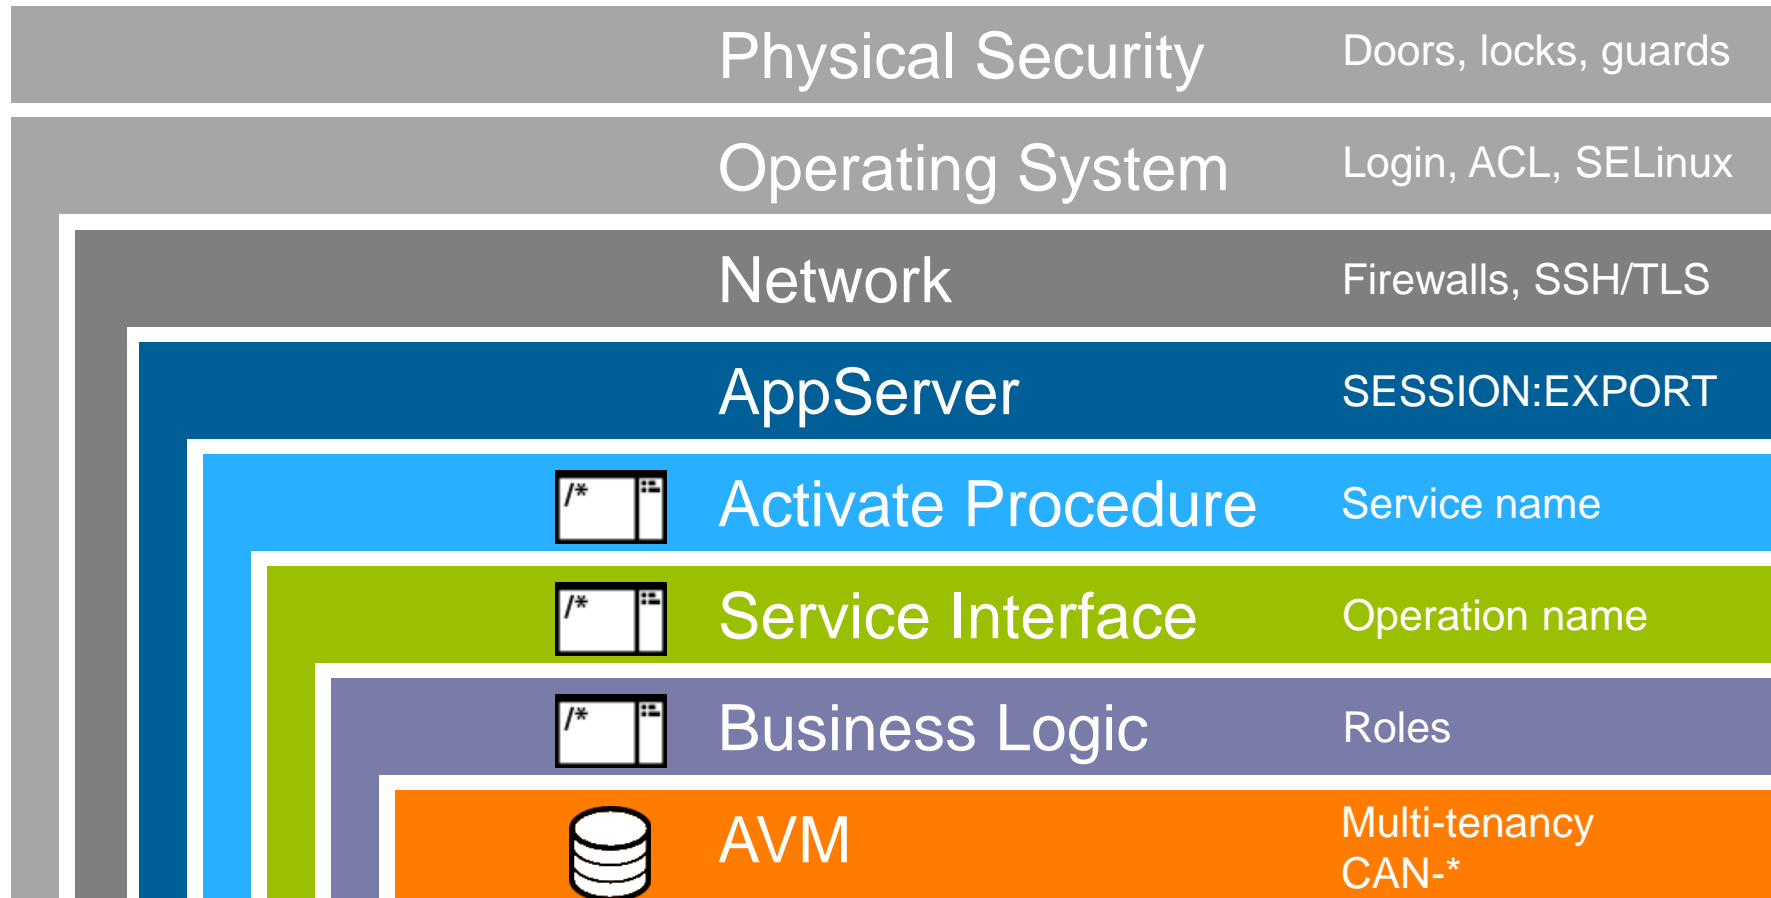 Physical Security Doors, locks, guards
Operating System Login, ACL, SELinux
Network Firewalls, SSH/TLS
AppServer SESSION:EXPORT
/* Activate Procedure Service name
/* Service Interface Operation name
/* Business Logic Roles
AVM Multi-tenancy
CAN-*